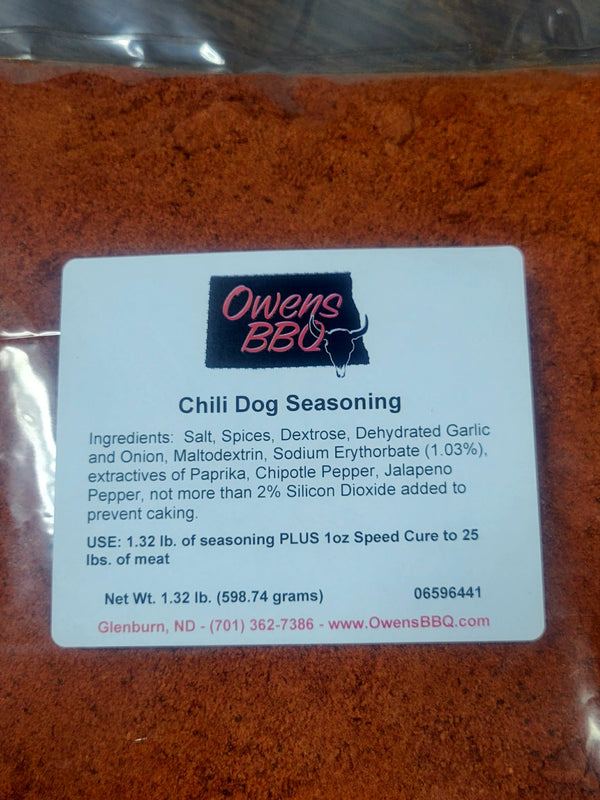 Owens
BBQ
Chili Dog Seasoning
Ingredients: Salt, Spices, Dextrose, Dehydrated Garlic
and Onion, Maltodextrin, Sodium Erythorbate (1.03%),
extractives of Paprika, Chipotle Pepper, Jalapeno
Pepper, not more than 2% Silicon Dioxide added to
prevent caking.
USE: 1.32 lb. of seasoning PLUS 1oz Speed Cure to 25
lbs. of meat
Net Wt. 1.32 lb. (598.74 grams) 06596441
Glenburn, ND - (701) 362-7386 - www.OwensBBQ.com